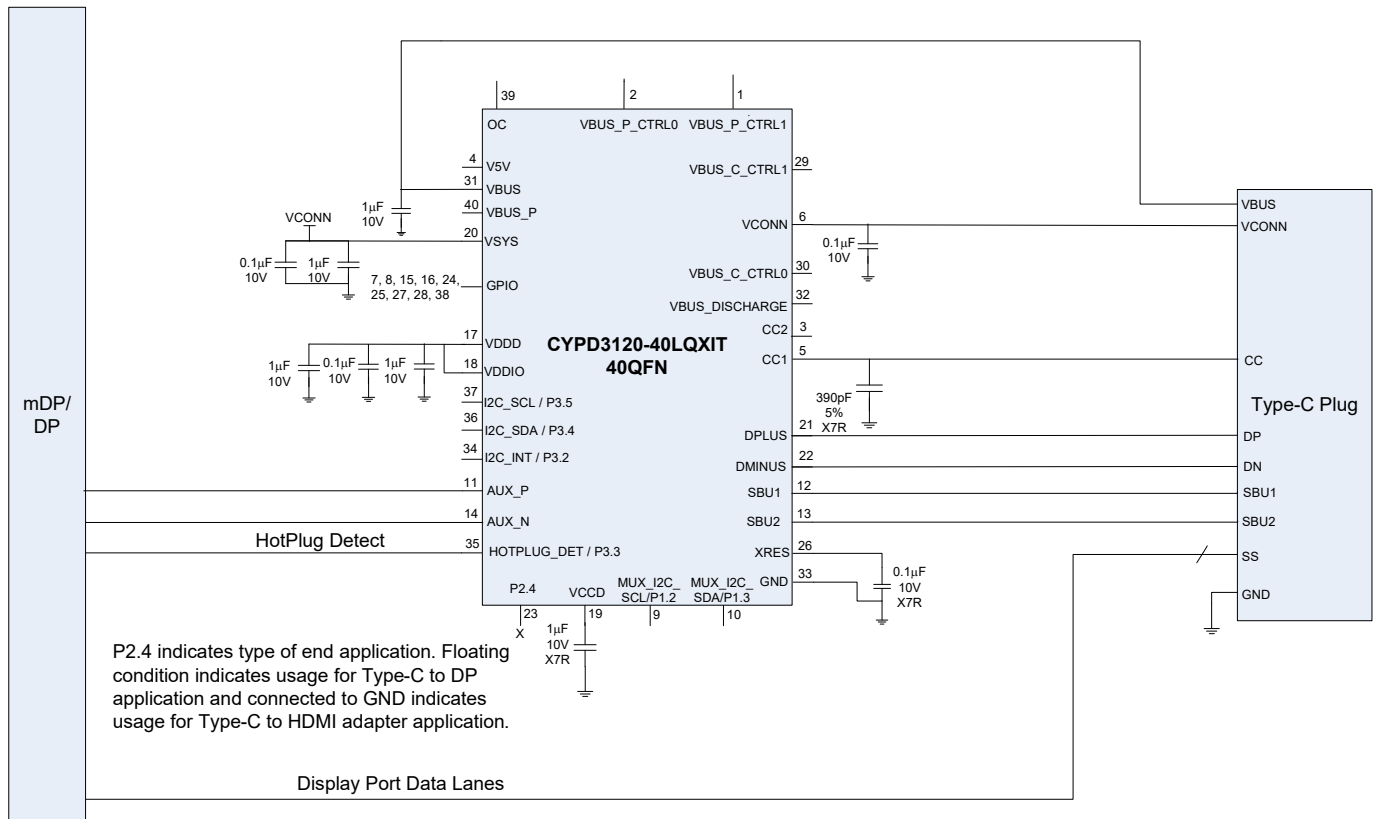 39
2
1
OC
VBUS_P_CTRL0
VBUS_P_CTRL1
4
V5V
31
VBUS
40
VBUS_P
20
VSYS
GPIO
7, 8, 15, 16, 24,
25, 27, 28, 38
1µF
10V
VCONN
0.1µF
10V
1µF
10V
17
VDDD
18
VDDIO
1µF
10V
0.1µF
10V
1µF
10V
37
I2C_SCL / P3.5
36
I2C_SDA / P3.4
34
I2C_INT / P3.2
11
AUX_P
14
AUX_N
35
HOTPLUG_DET / P3.3
HotPlug Detect
mDP/
DP
CYPD3120-40LQXIT
40QFN
VBUS_C_CTRL1
29
VCONN
6
0.1µF
10V
VBUS_C_CTRL0
30
VBUS_DISCHARGE
32
CC2
3
CC1
5
390pF
5%
X7R
DPLUS
21
DMINUS
22
SBU1
12
SBU2
13
XRES
26
GND
33
0.1µF
10V
X7R
P2.4
VCCD
MUX_I2C_
SCL/P1.2
MUX_I2C_
SDA/P1.3
23
X
19
9
10
1µF
10V
X7R
VBUS
VCONN
CC
Type-C Plug
DP
DN
SBU1
SBU2
SS
GND
P2.4 indicates type of end application. Floating
condition indicates usage for Type-C to DP
application and connected to GND indicates
usage for Type-C to HDMI adapter application.
Display Port Data Lanes